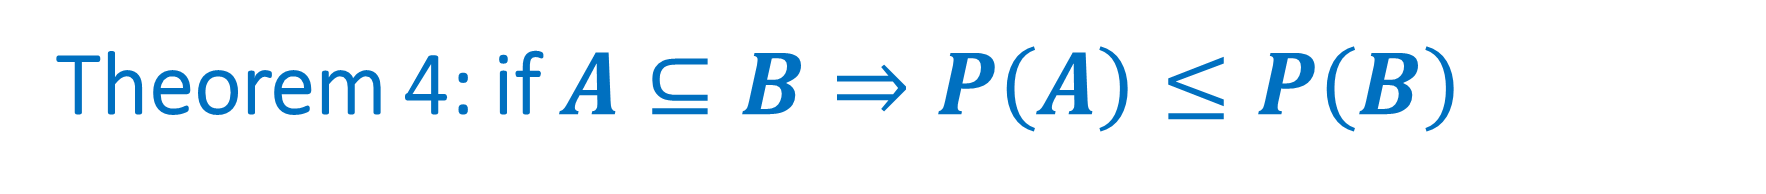 Theorem 4: if 𝑨 ⊆ 𝑩 ⇒ 𝑷(𝑨) ≤ 𝑷(𝑩)